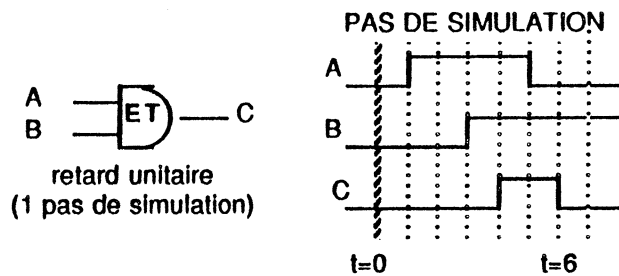 PAS DE SIMULATION
A
B
ET
C
retard unitaire
(1 pas de simulation)
A
B
C
t=0
t=6